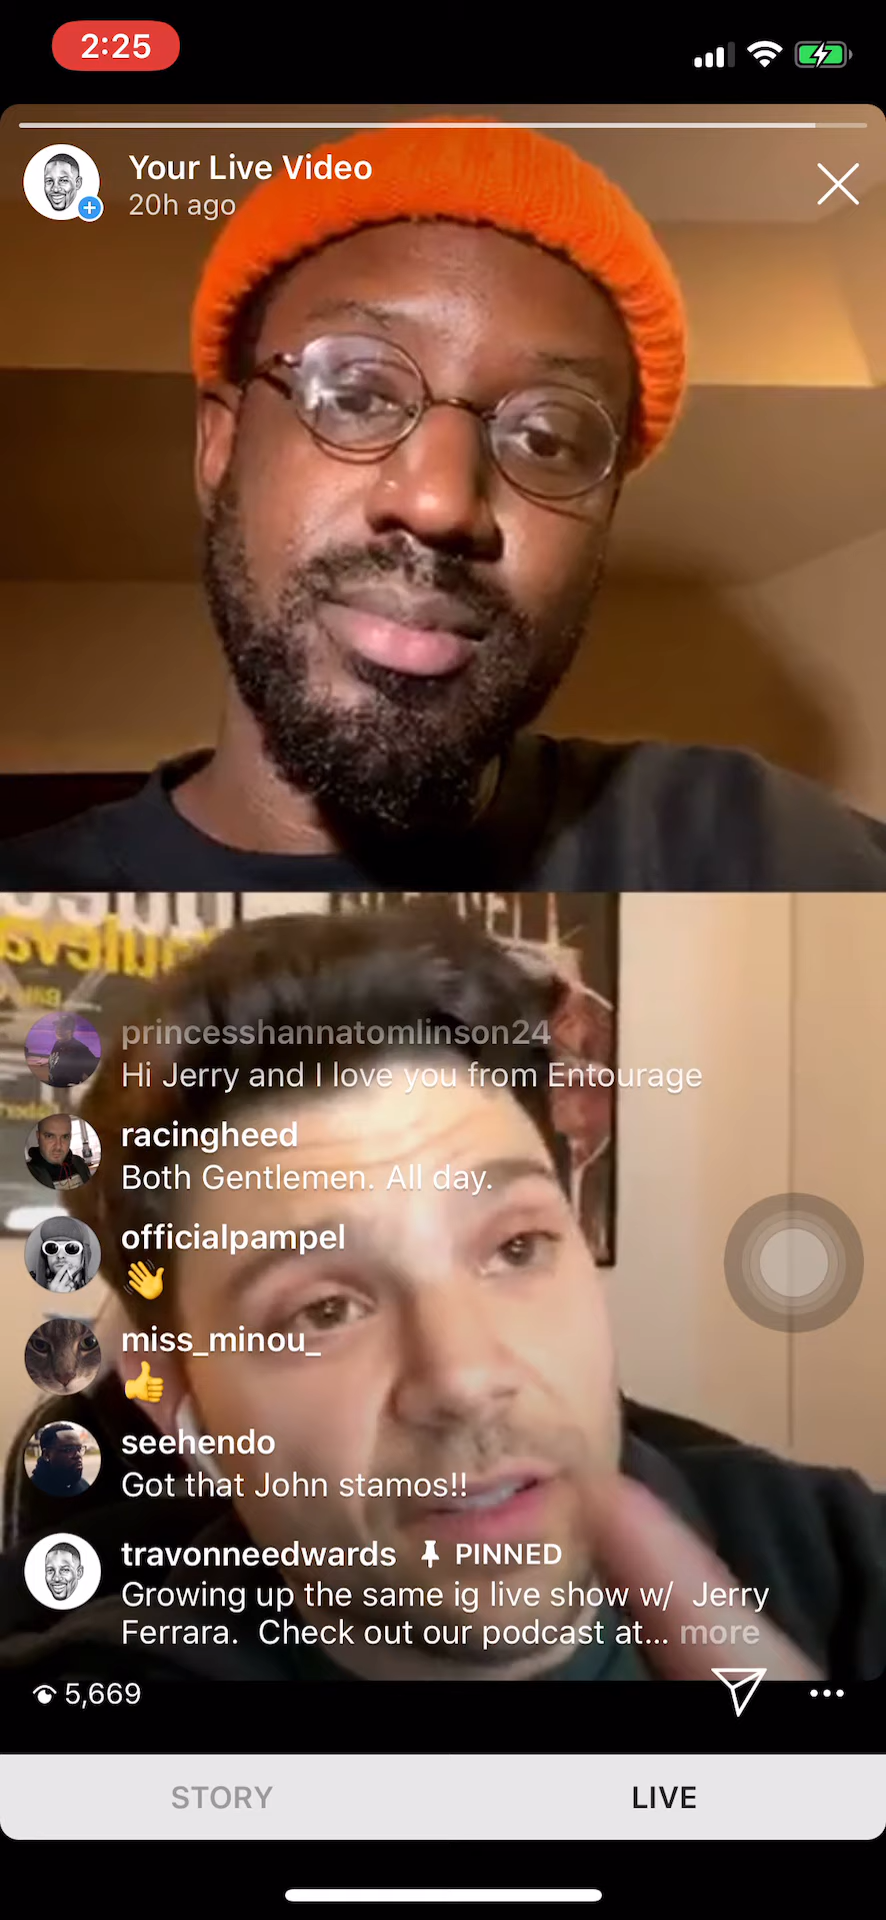 2:25
Your Live Video
20h ago
princesshannatomlinson24
Hi Jerry and I love you from Entourage
racingheed
Both Gentlemen. All day.
officialpampel
👋
miss_minou_
👍
seehendo
Got that John stamos!!
travonneedwards PINNED
Growing up the same ig live show w/ Jerry
Ferrara. Check out our podcast at... more
5,669
STORY
LIVE